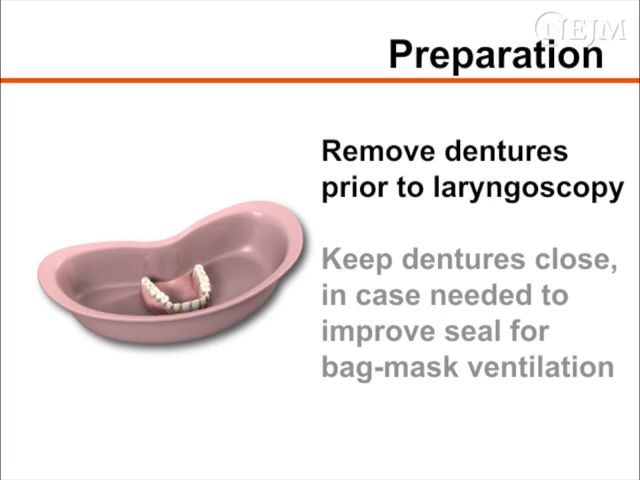 NEJM
Preparation
Remove dentures
prior to laryngoscopy
Keep dentures close,
in case needed to
improve seal for
bag-mask ventilation